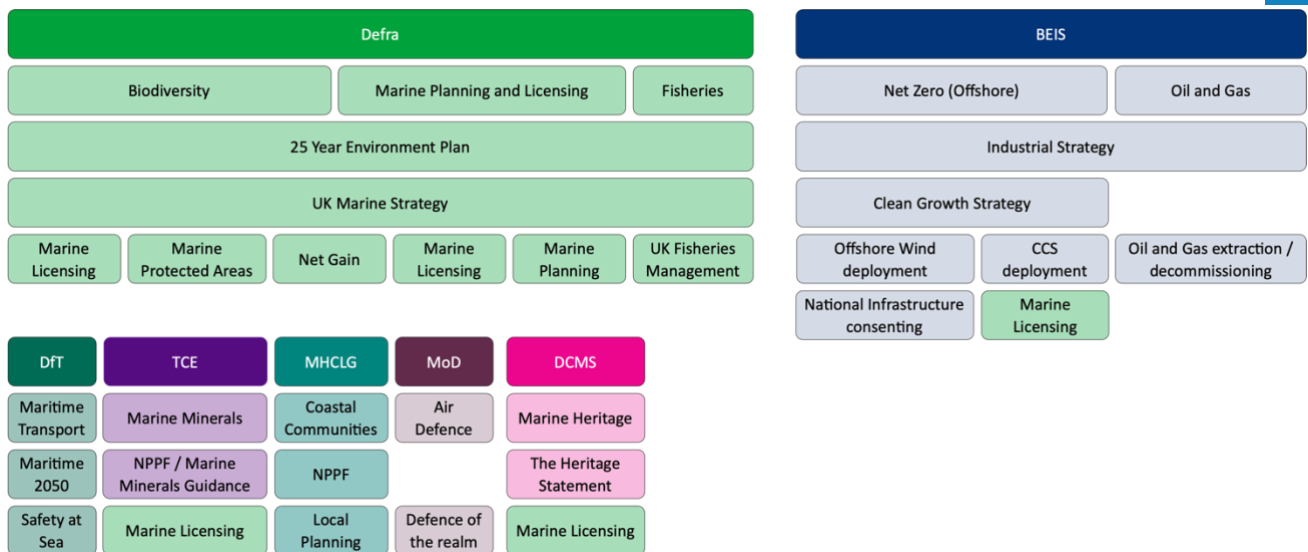 Defra
Biodiversity
Marine Planning and Licensing
Fisheries
25 Year Environment Plan
UK Marine Strategy
Marine
Licensing
Marine
Protected Areas
Net Gain
Marine
Licensing
Marine
Planning
UK Fisheries
Management
BEIS
Net Zero (Offshore)
Oil and Gas
Industrial Strategy
Clean Growth Strategy
Offshore Wind
deployment
CCS
deployment
Oil and Gas extraction /
decommissioning
National Infrastructure
consenting
Marine
Licensing
DfT
Maritime
Transport
Maritime
2050
Safety at
Sea
TCE
Marine Minerals
NPPF / Marine
Minerals Guidance
Marine Licensing
MHCLG
Coastal
Communities
NPPF
Local
Planning
MoD
Air
Defence
Defence of
the realm
DCMS
Marine Heritage
The Heritage
Statement
Marine Licensing